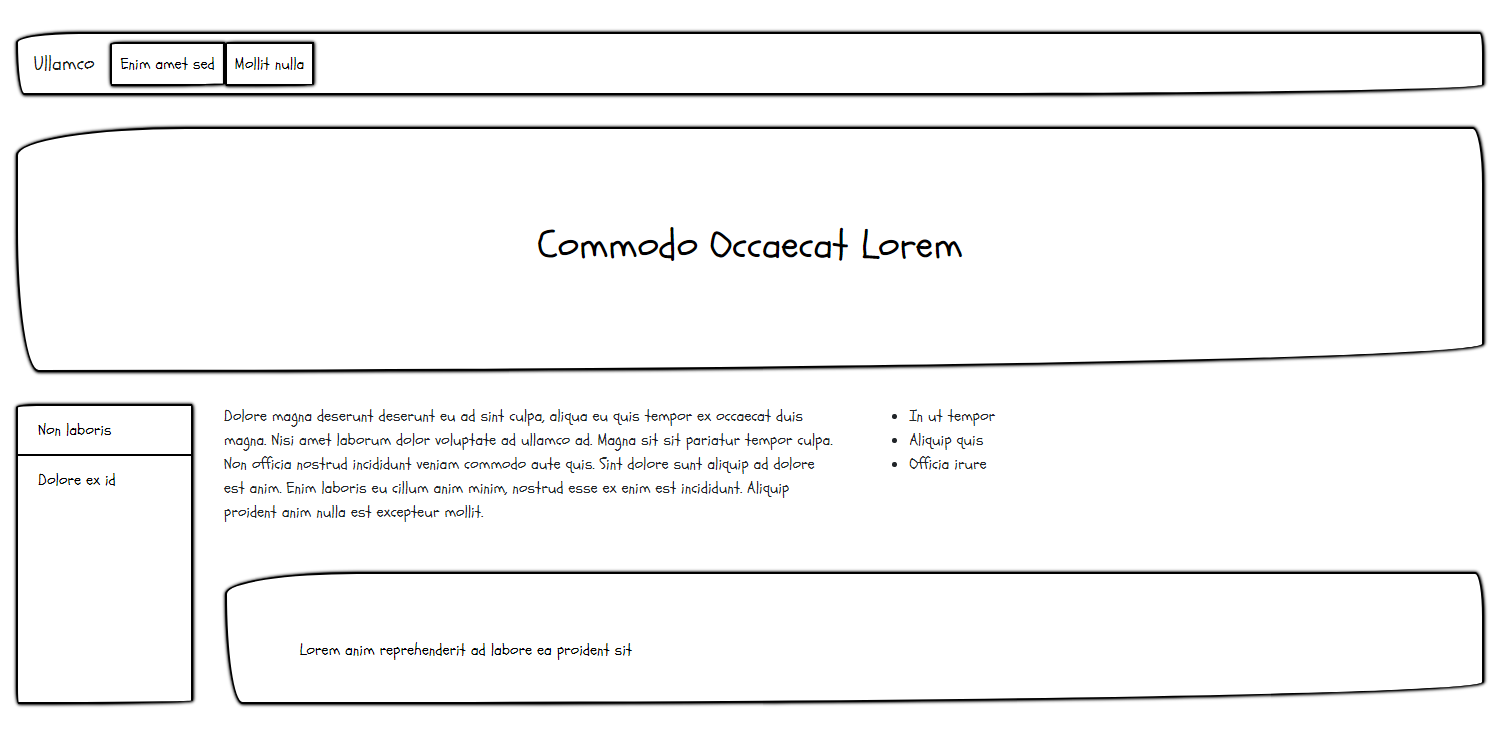 Ullamco Enim amet sed Mollit nulla
Commodo Occaecat Lorem
Non laboris
Dolore ex id
Dolore magna deserunt deserunt eu ad sint culpa, aliqua eu quis tempor ex occaecat duis
magna. Nisi amet laborum dolor voluptate ad ullamco ad. Magna sit sit pariatur tempor culpa.
Non officia nostrud incididunt veniam commodo aute quis. Sint dolore sunt aliquip ad dolore
est anim. Enim laboris eu cillum anim minim, nostrud esse ex enim est incididunt. Aliquip
proident anim nulla est excepteur mollit.
In ut tempor
Aliquip quis
Officia irure
Lorem anim reprehenderit ad labore ea proident sit